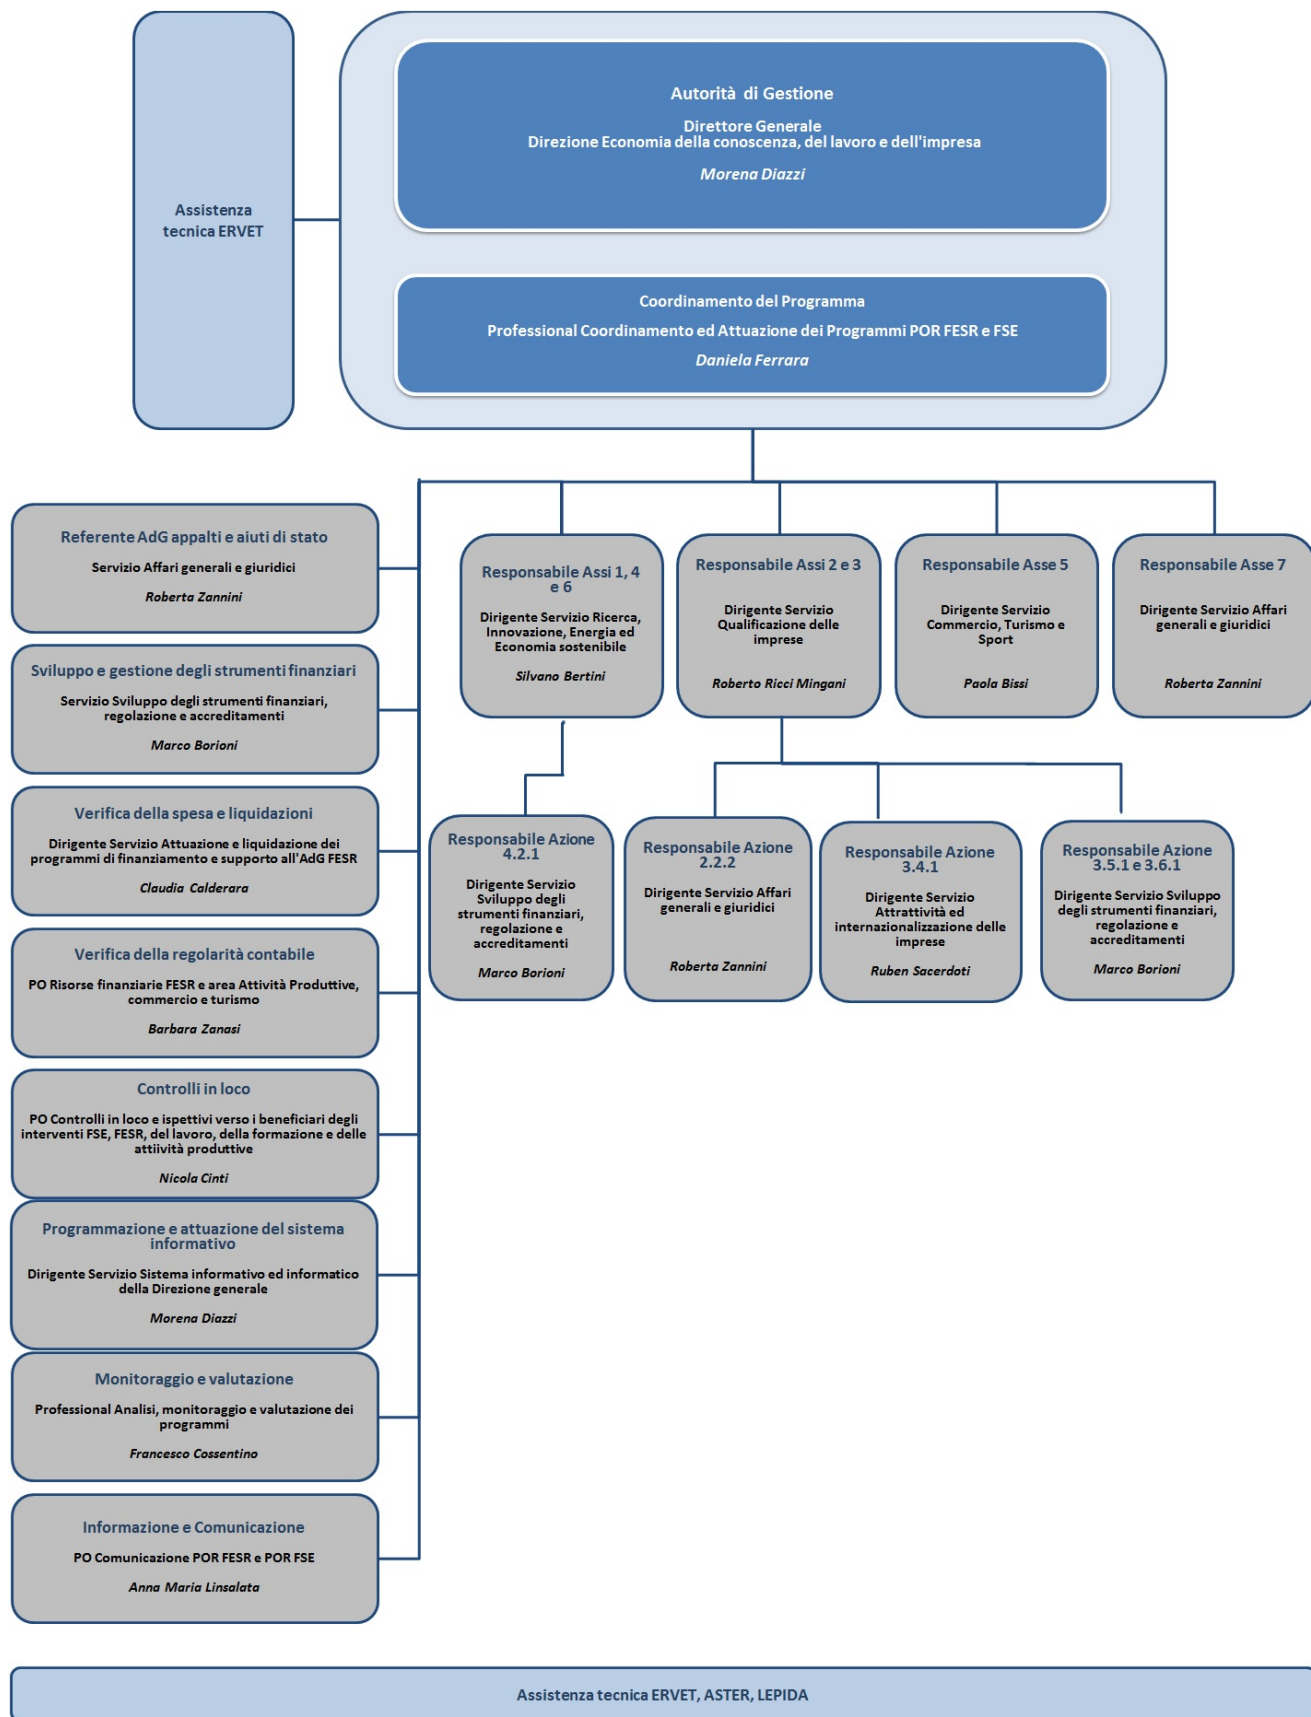 Autorità di Gestione
Direttore Generale
Direzione Economia della conoscenza, del lavoro e dell'impresa
Morena Diazzi
Assistenza
tecnica ERVET
Coordinamento del Programma
Professional Coordinamento ed Attuazione dei Programmi POR FESR e FSE
Daniela Ferrara
Referente AdG appalti e aiuti di stato
Servizio Affari generali e giuridici
Roberta Zannini
Sviluppo e gestione degli strumenti finanziari
Servizio Sviluppo degli strumenti finanziari,
regolazione e accreditamenti
Marco Borioni
Verifica della spesa e liquidazioni
Dirigente Servizio Attuazione e liquidazione dei
programmi di finanziamento e supporto all'AdG FESR
Claudia Calderara
Verifica della regolarità contabile
PO Risorse finanziarie FESR e area Attività Produttive,
commercio e turismo
Barbara Zanasi
Controlli in loco
PO Controlli in loco e ispettivi verso i beneficiari degli
interventi FSE, FESR, del lavoro, della formazione e delle
attiività produttive
Nicola Cinti
Programmazione e attuazione del sistema
informativo
Dirigente Servizio Sistema informativo ed informatico
della Direzione generale
Morena Diazzi
Monitoraggio e valutazione
Professional Analisi, monitoraggio e valutazione dei
programmi
Francesco Cossentino
Informazione e Comunicazione
PO Comunicazione POR FESR e POR FSE
Anna Maria Linsalata
Responsabile Assi 1, 4
e 6
Dirigente Servizio Ricerca,
Innovazione, Energia ed
Economia sostenibile
Silvano Bertini
Responsabile Assi 2 e 3
Dirigente Servizio
Qualificazione delle
imprese
Roberto Ricci Mingani
Responsabile Asse 5
Dirigente Servizio
Commercio, Turismo e
Sport
Paola Bissi
Responsabile Asse 7
Dirigente Servizio Affari
generali e giuridici
Roberta Zannini
Responsabile Azione
4.2.1
Dirigente Servizio
Sviluppo degli
strumenti finanziari,
regolazione e
accreditamenti
Marco Borioni
Responsabile Azione
2.2.2
Dirigente Servizio Affari
generali e giuridici
Roberta Zannini
Responsabile Azione
3.4.1
Dirigente Servizio
Attrattività ed
internazionalizzazione delle
imprese
Ruben Sacerdoti
Responsabile Azione
3.5.1 e 3.6.1
Dirigente Servizio Sviluppo
degli strumenti finanziari,
regolazione e
accreditamenti
Marco Borioni
Assistenza tecnica ERVET, ASTER, LEPIDA